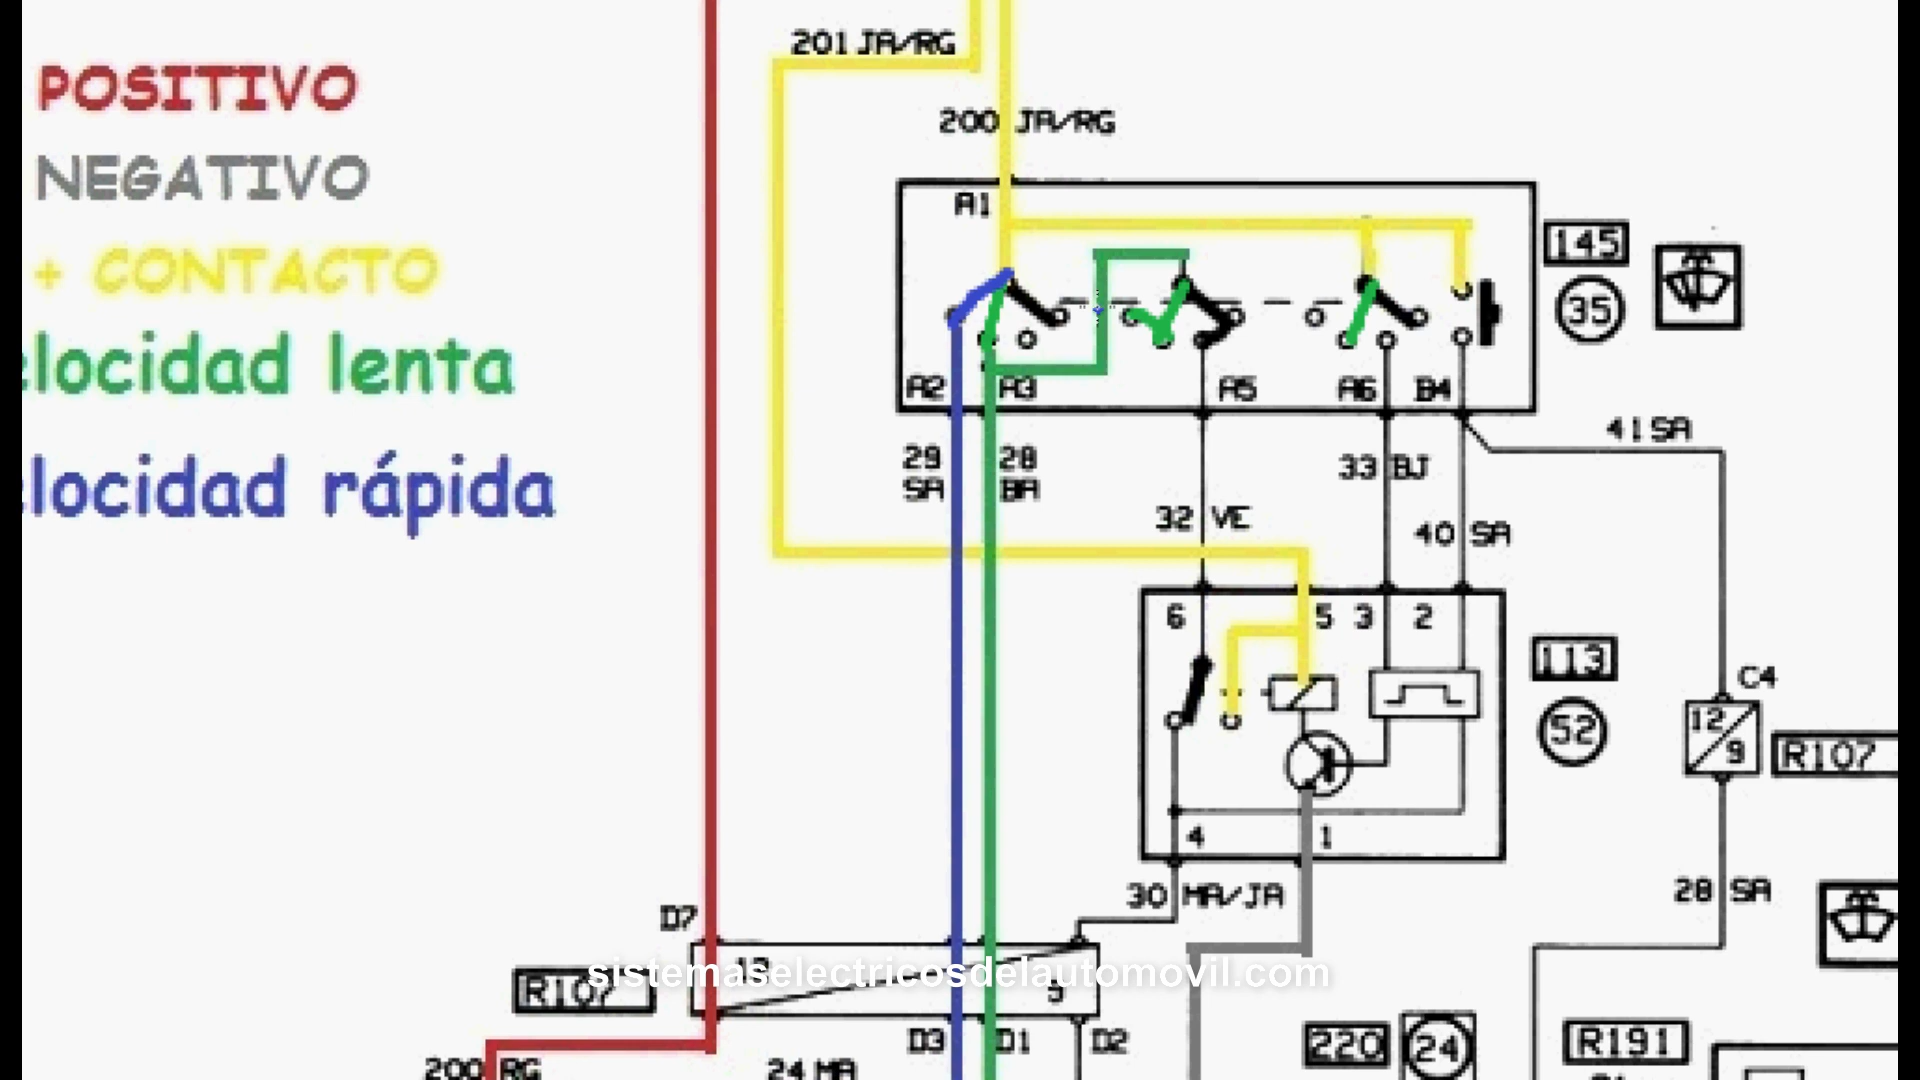 201 JA/RG
POSITIVO
200 JA/RG
NEGATIVO
A1
145
+ CONTACTO
35
elocidad lenta
A2 A3 A5 A6 B4
41 SA
29 28
33 BJ
SA BA
elocidad rápida
32 VE
40 SA
6 5 3 2
113
C4
52
12
9
R107
4 1
30 MA/JA
28 SA
D7
sistemaselectricosdelautomovil.com
R107
D3 D1 D2
220 24
R191
200 RG
24 MA